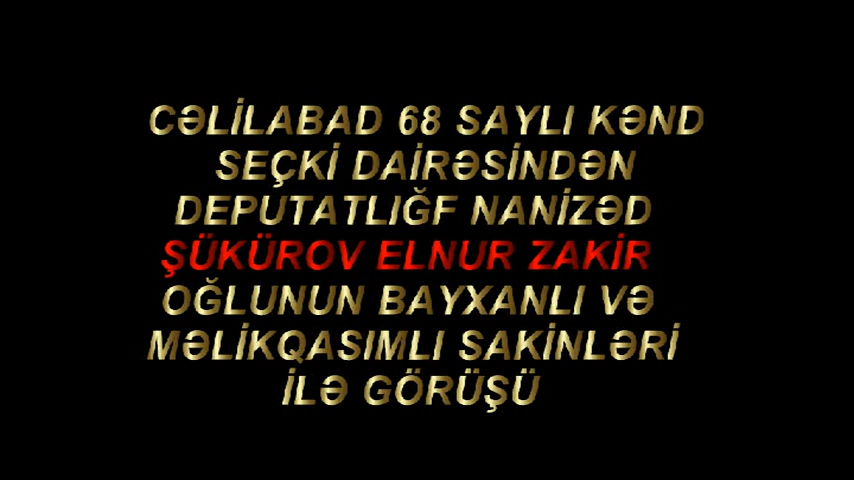 CƏLİLABAD 68 SAYLI KƏND
SEÇKİ DAİRƏSİNDƏN
DEPUTATLIĞF NANİZƏD
ŞÜKÜROV ELNUR ZAKİR
OĞLUNUN BAYXANLI VƏ
MƏLİKQASIMLI SAKİNLƏRİ
İLƏ GÖRÜŞÜ